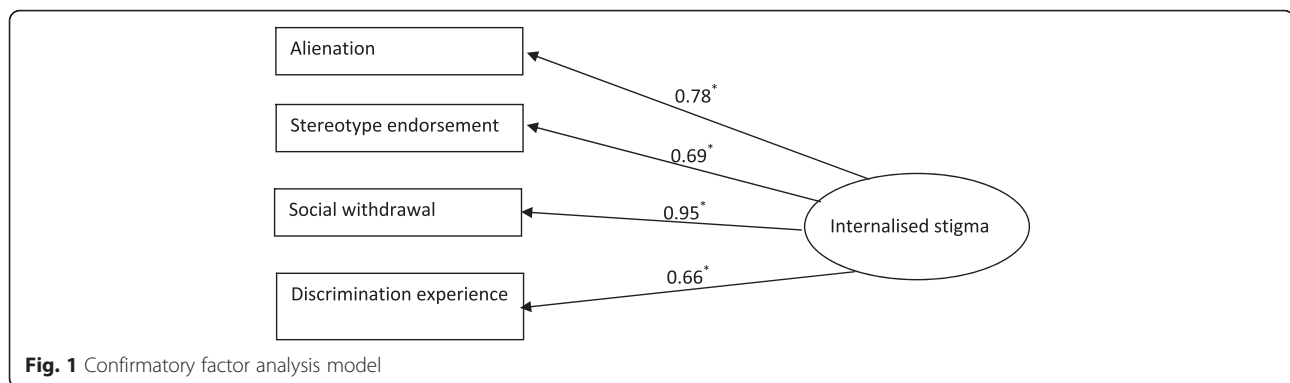 Alienation
0.78*
Stereotype endorsement
0.69*
Social withdrawal
0.95*
Internalised stigma
Discrimination experience
0.66*
Fig. 1 Confirmatory factor analysis model